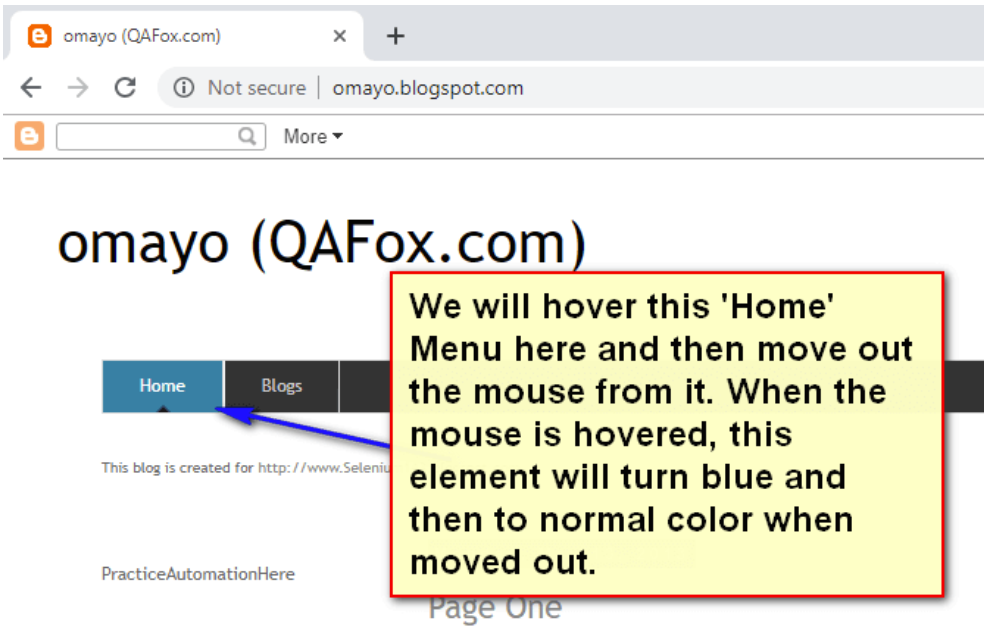 omayo (QAFox.com)
Not secure | omayo.blogspot.com
More
omayo (QAFox.com)
Home
Blogs
We will hover this 'Home'
Menu here and then move out
the mouse from it. When the
mouse is hovered, this
element will turn blue and
then to normal color when
moved out.
This blog is created for http://www.Seleniu
PracticeAutomationHere
Page One